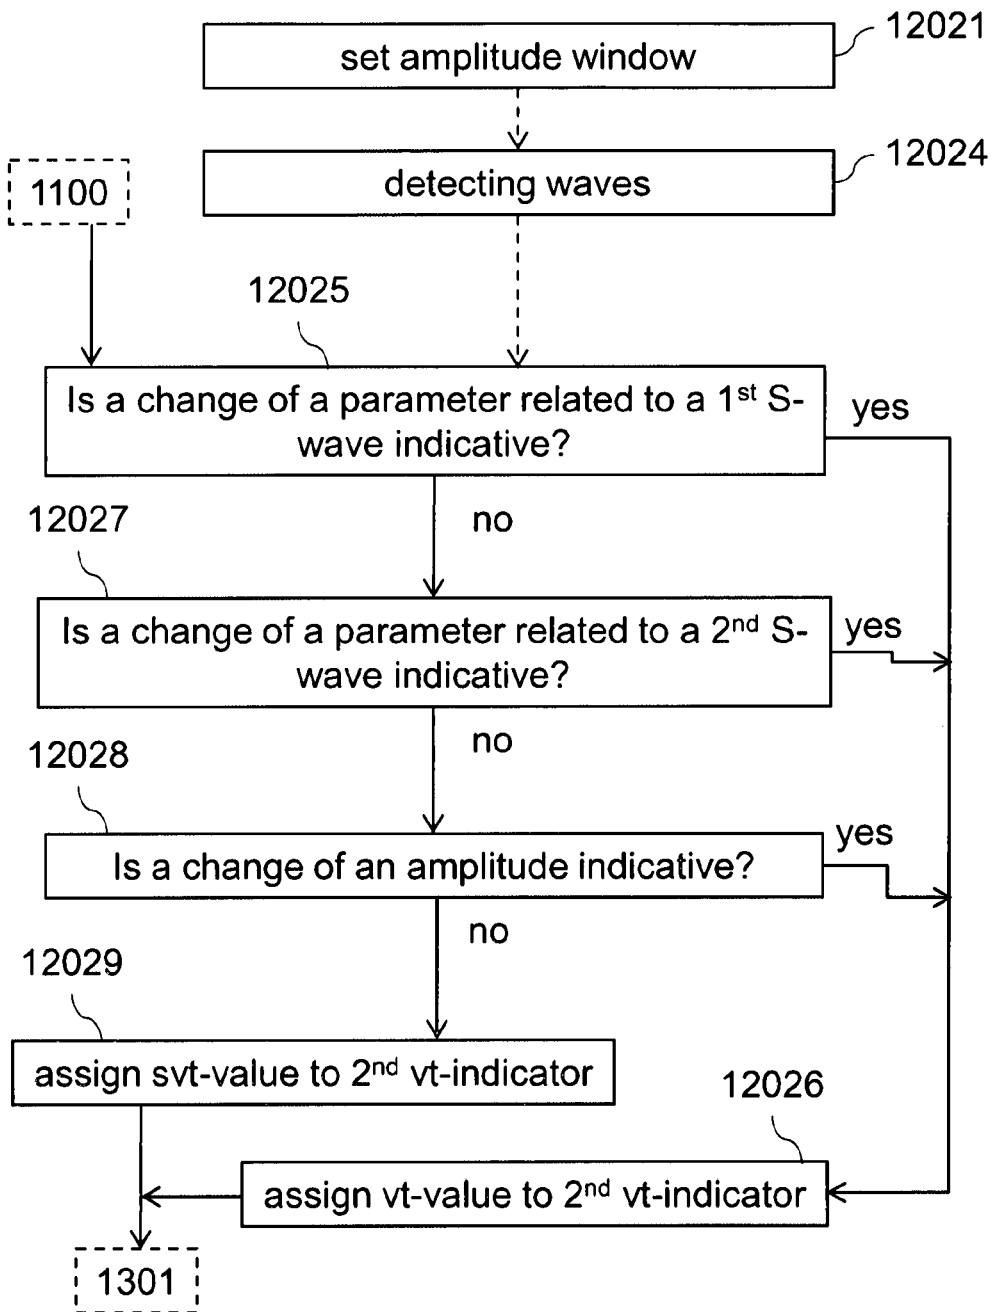 12021
set amplitude window
12024
detecting waves
1100
12025
Is a change of a parameter related to a 1st S-
wave indicative?
yes
no
12027
Is a change of a parameter related to a 2nd S-
wave indicative?
yes
no
12028
Is a change of an amplitude indicative?
yes
no
12029
assign svt-value to 2nd vt-indicator
12026
assign vt-value to 2nd vt-indicator
1301